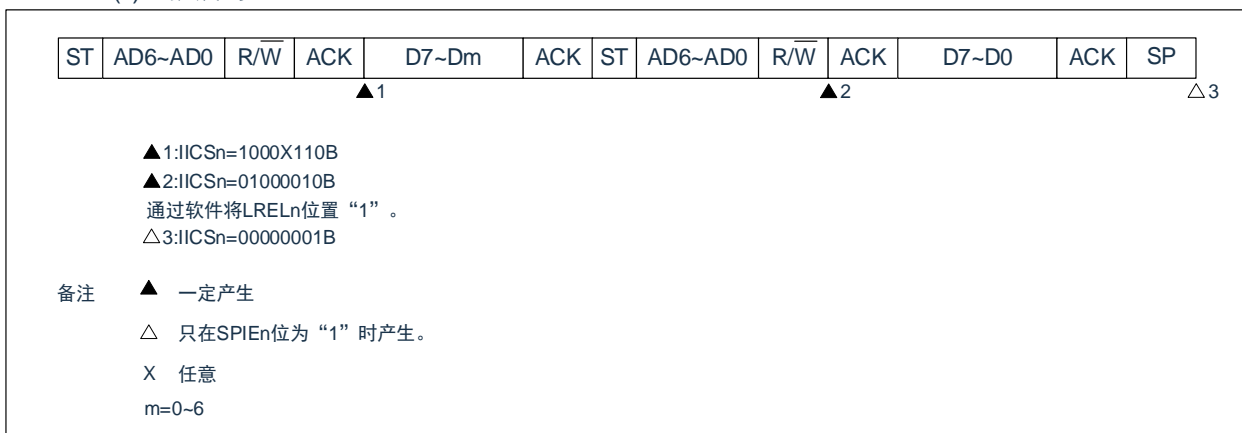 ST AD6~AD0 R/W̅ ACK D7~Dm ACK ST AD6~AD0 R/W̅ ACK D7~D0 ACK SP
▲1 ▲2 △3
▲1:IICSn=1000X110B
▲2:IICSn=01000010B
通过软件将LRELn位置“1”。
△3:IICSn=00000001B
备注 ▲ 一定产生
△ 只在SPIEn位为“1”时产生。
X 任意
m=0~6